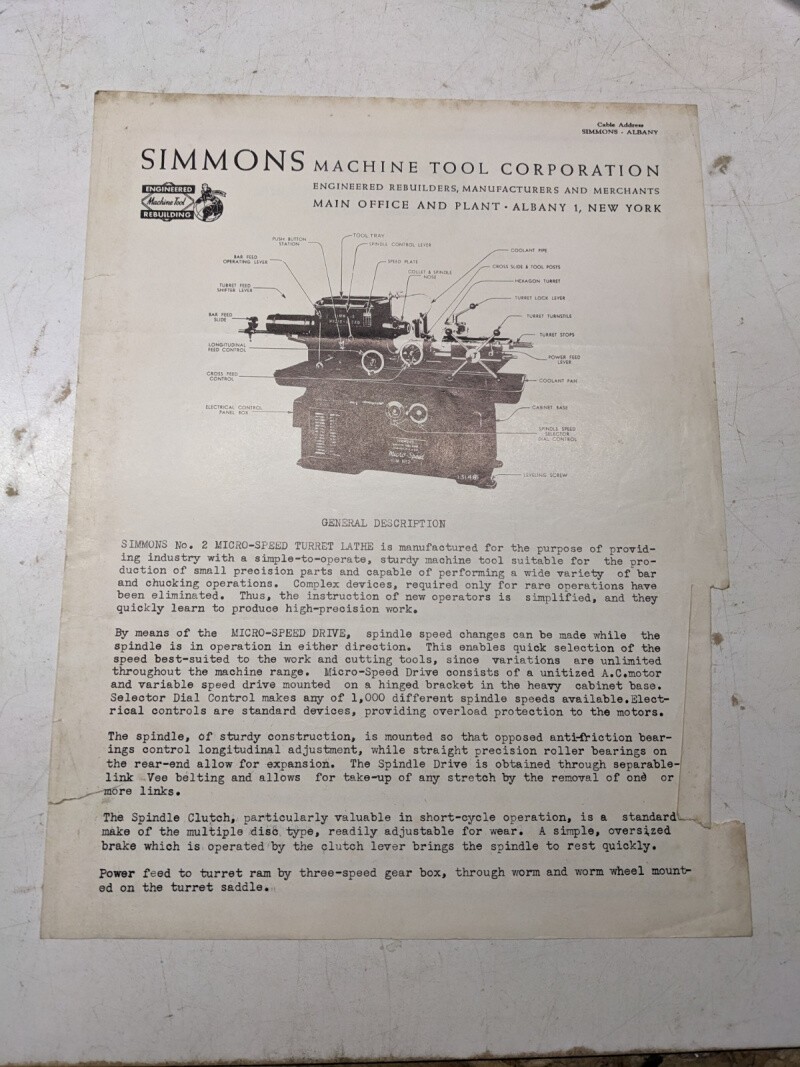 Cable Address
SIMMONS - ALBANY
SIMMONS MACHINE TOOL CORPORATION
ENGINEERED REBUILDERS, MANUFACTURERS AND MERCHANTS
MAIN OFFICE AND PLANT · ALBANY 1, NEW YORK
ENGINEERED
Machine Tool
REBUILDING
PUSH BUTTON
STATION
TOOL TRAY
SPINDLE CONTROL LEVER
COOLANT PIPE
BAR FEED
OPERATING LEVER
SPEED PLATE
COLLET & SPINDLE
NOSE
CROSS SLIDE & TOOL POSTS
HEXAGON TURRET
TURRET FEED
SHIFTER LEVER
TURRET LOCK LEVER
BAR FEED
SLIDE
TURRET TURNSTILE
TURRET STOPS
LONGITUDINAL
FEED CONTROL
POWER FEED
LEVER
CROSS FEED
CONTROL
COOLANT PAN
ELECTRICAL CONTROL
PANEL BOX
CABINET BASE
SPINDLE SPEED
SELECTOR
DIAL CONTROL
Micro-Speed
LEVELING SCREW
GENERAL DESCRIPTION
SIMMONS No. 2 MICRO-SPEED TURRET LATHE is manufactured for the purpose of provid-
ing industry with a simple-to-operate, sturdy machine tool suitable for the pro-
duction of small precision parts and capable of performing a wide variety of bar
and chucking operations. Complex devices, required only for rare operations have
been eliminated. Thus, the instruction of new operators is simplified, and they
quickly learn to produce high-precision work.
By means of the MICRO-SPEED DRIVE, spindle speed changes can be made while the
spindle is in operation in either direction. This enables quick selection of the
speed best-suited to the work and cutting tools, since variations are unlimited
throughout the machine range. Micro-Speed Drive consists of a unitized A.C.motor
and variable speed drive mounted on a hinged bracket in the heavy cabinet base.
Selector Dial Control makes any of 1,000 different spindle speeds available.Elect-
rical controls are standard devices, providing overload protection to the motors.
The spindle, of sturdy construction, is mounted so that opposed anti-friction bear-
ings control longitudinal adjustment, while straight precision roller bearings on
the rear-end allow for expansion. The Spindle Drive is obtained through separable-
link Vee belting and allows for take-up of any stretch by the removal of one or
more links.
The Spindle Clutch, particularly valuable in short-cycle operation, is a standard
make of the multiple disc type, readily adjustable for wear. A simple, oversized
brake which is operated by the clutch lever brings the spindle to rest quickly.
Power feed to turret ram by three-speed gear box, through worm and worm wheel mount-
ed on the turret saddle.